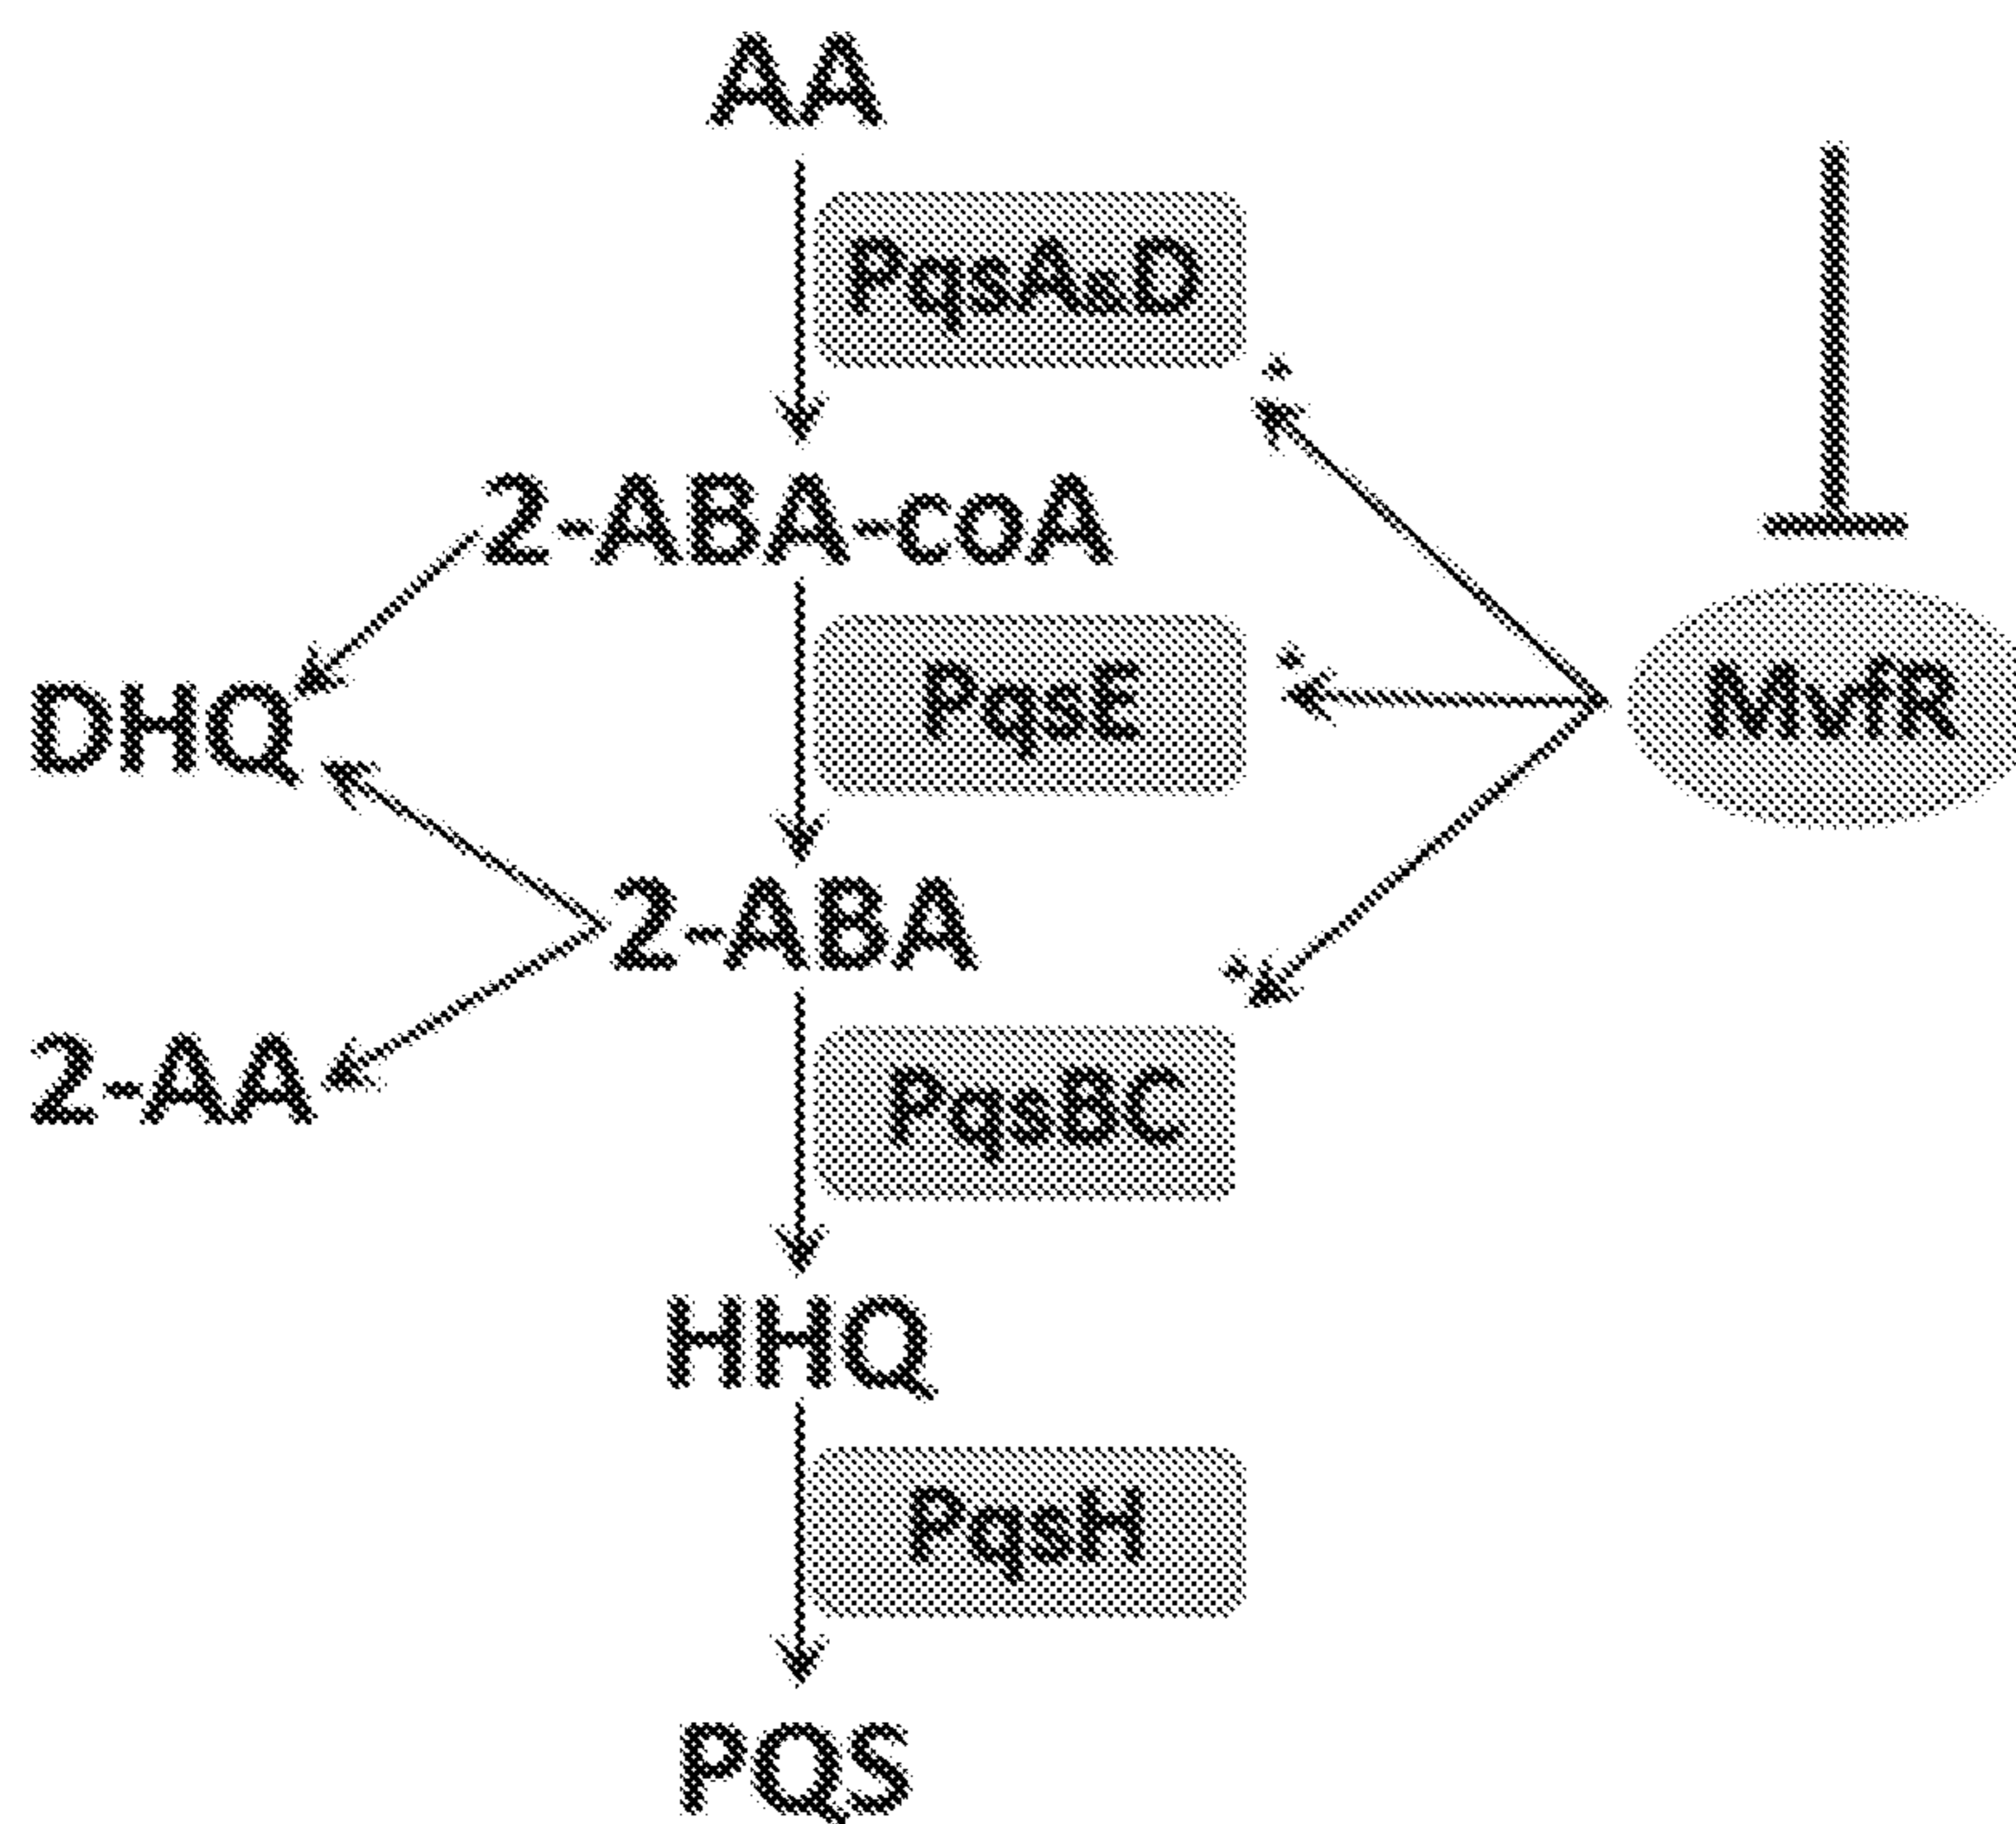 AA
PqsA&D
2-ABA-coA
PqsE
MvfR
DHQ
2-ABA
2-AA
PqsBC
HHQ
PqsH
PQS